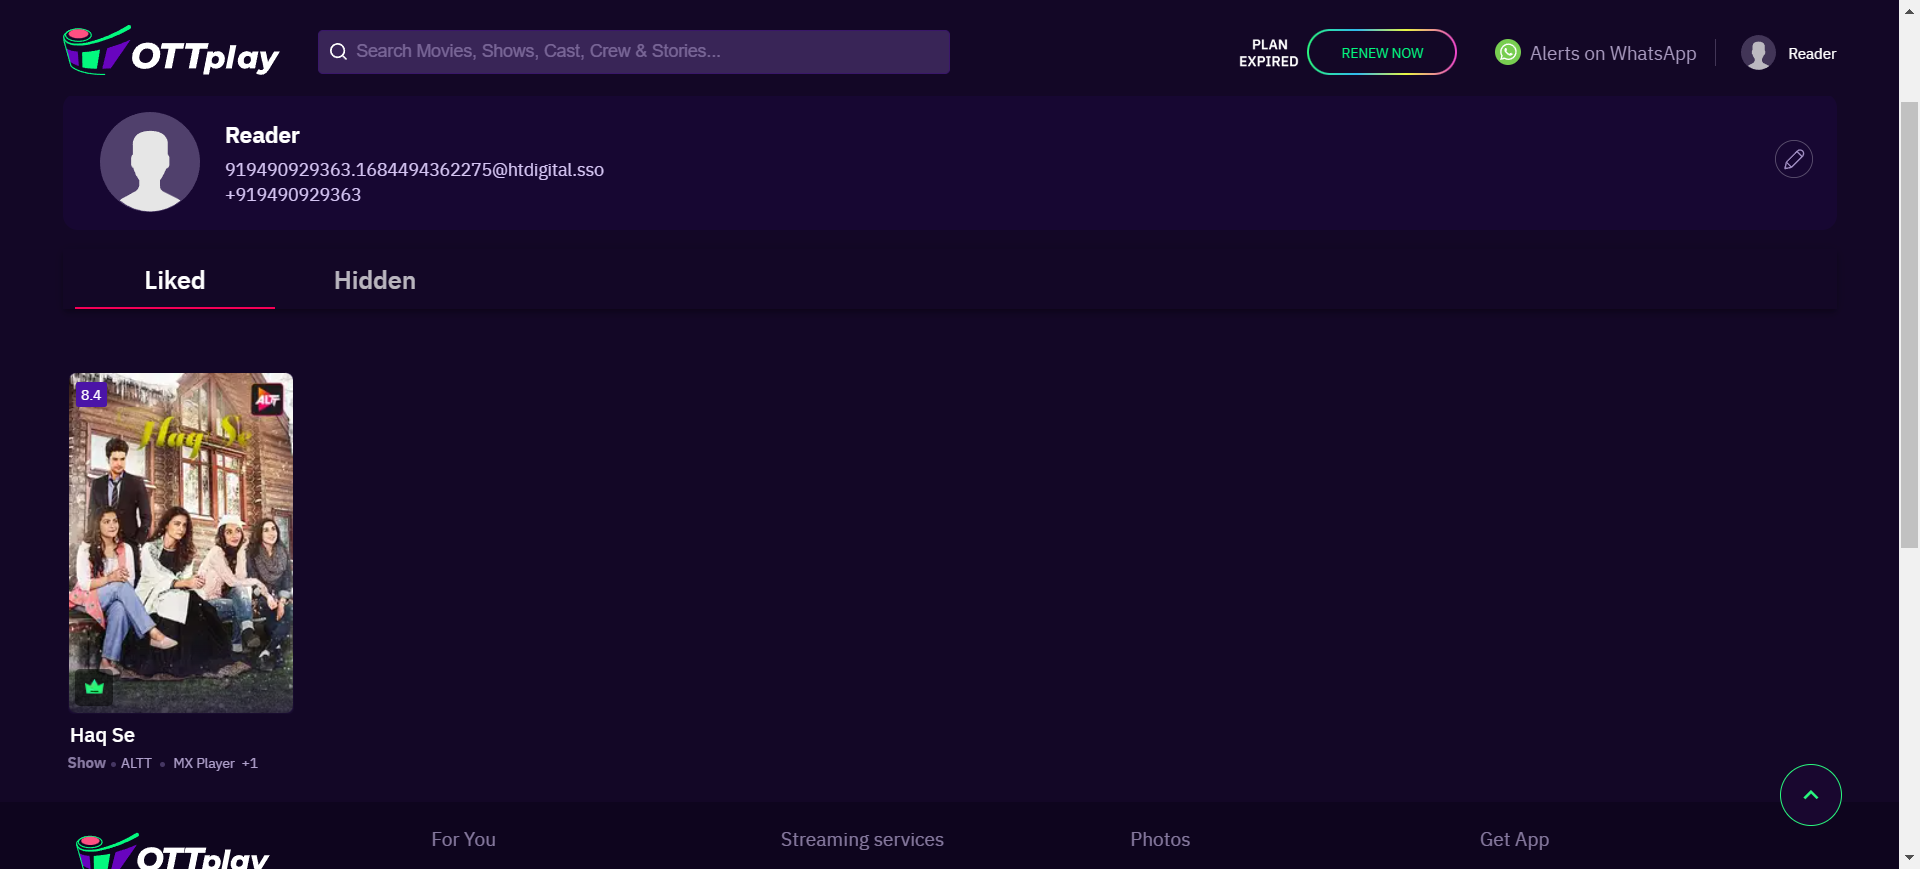 OTTplay
Search Movies, Shows, Cast, Crew & Stories...
PLAN
EXPIRED
RENEW NOW
Alerts on WhatsApp
Reader
Reader
919490929363.1684494362275@htdigital.sso
+919490929363
Liked
Hidden
8.4
ALT
Haq Se
Haq Se
Show • ALTT • MX Player +1
OTTplay
For You
Streaming services
Photos
Get App